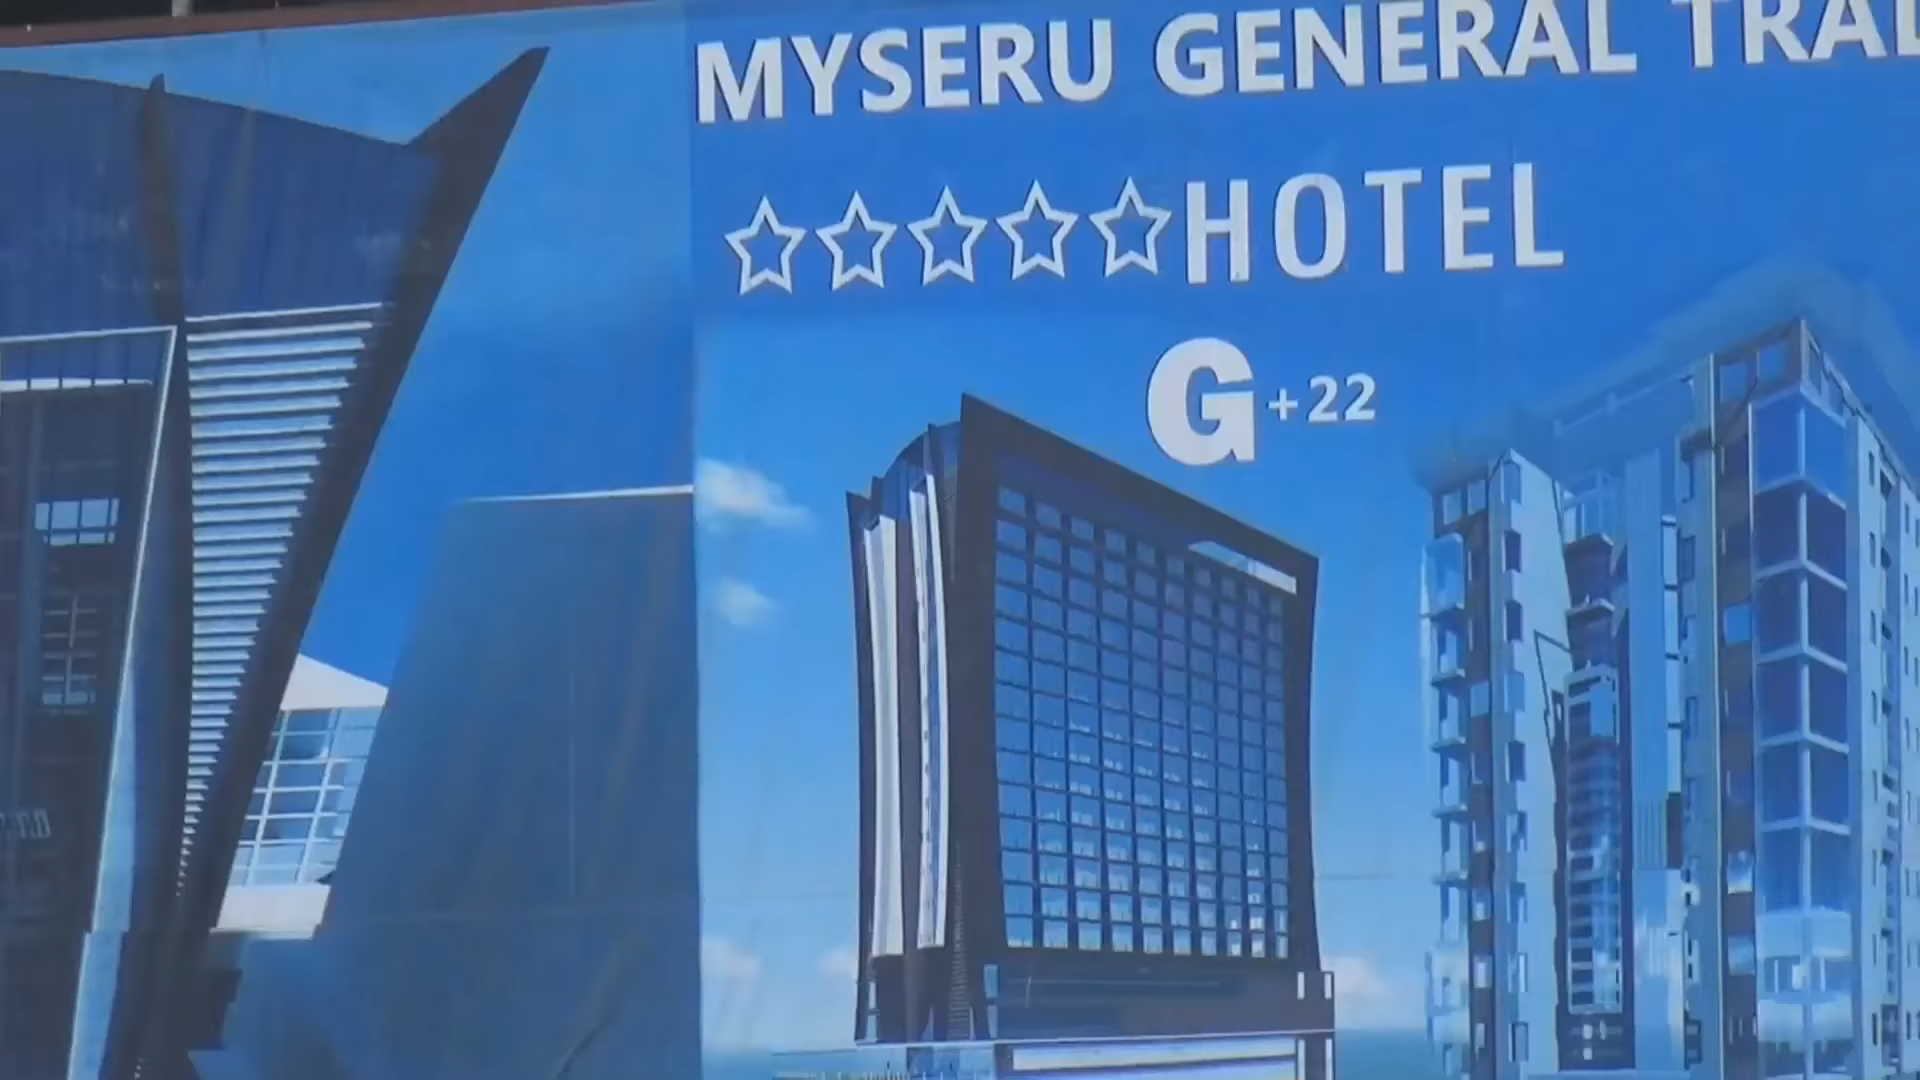 MYSERU GENERAL
☆☆☆☆☆HOTEL
G+22